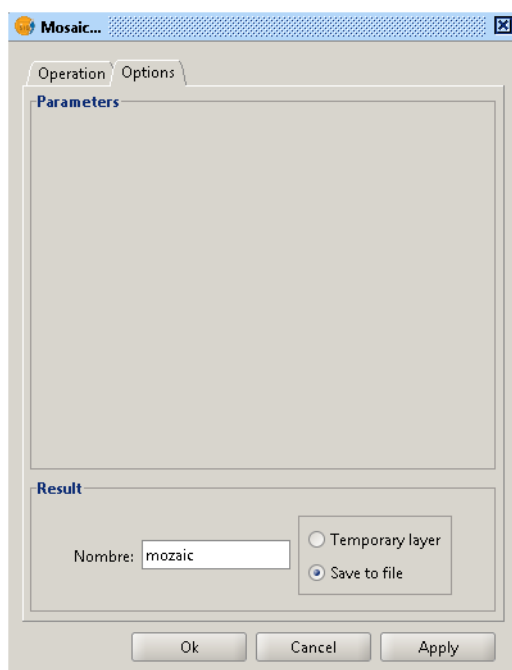 Mosaic...
Operation Options
Parameters
Result
Nombre: mozaic
Temporary layer
Save to file
Ok Cancel Apply